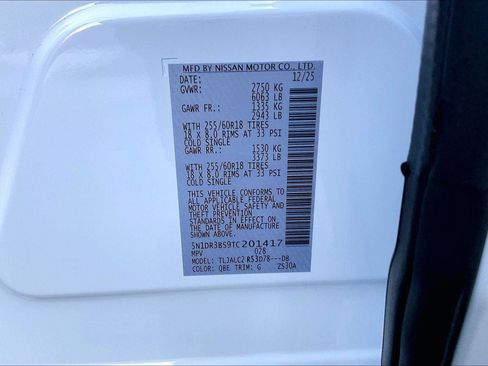 MFD BY NISSAN MOTOR CO., LTD.
DATE: 12/25
GVWR: 2750 KG
6063 LB
GAWR FR.: 1335 KG
2943 LB
WITH 255/60R18 TIRES
18 X 8.0 RIMS AT 33 PSI
COLD SINGLE
GAWR RR.: 1530 KG
3373 LB
WITH 255/60R18 TIRES
18 X 8.0 RIMS AT 33 PSI
COLD SINGLE
THIS VEHICLE CONFORMS TO
ALL APPLICABLE FEDERAL
MOTOR VEHICLE SAFETY AND
THEFT PREVENTION
STANDARDS IN EFFECT ON
THE DATE OF MANUFACTURE
SHOWN ABOVE.
5N1DR3BS9TC201417
MPV 028
MODEL: TLJALC2 RS3D78---DB
COLOR: QBE TRIM: G ZS30A